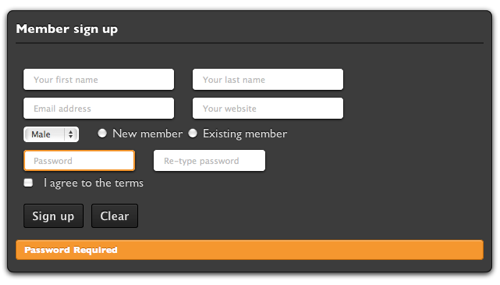 Member sign up
Your first name Your last name
Email address Your website
Male New member Existing member
Password Re-type password
I agree to the terms
Sign up Clear
Password Required